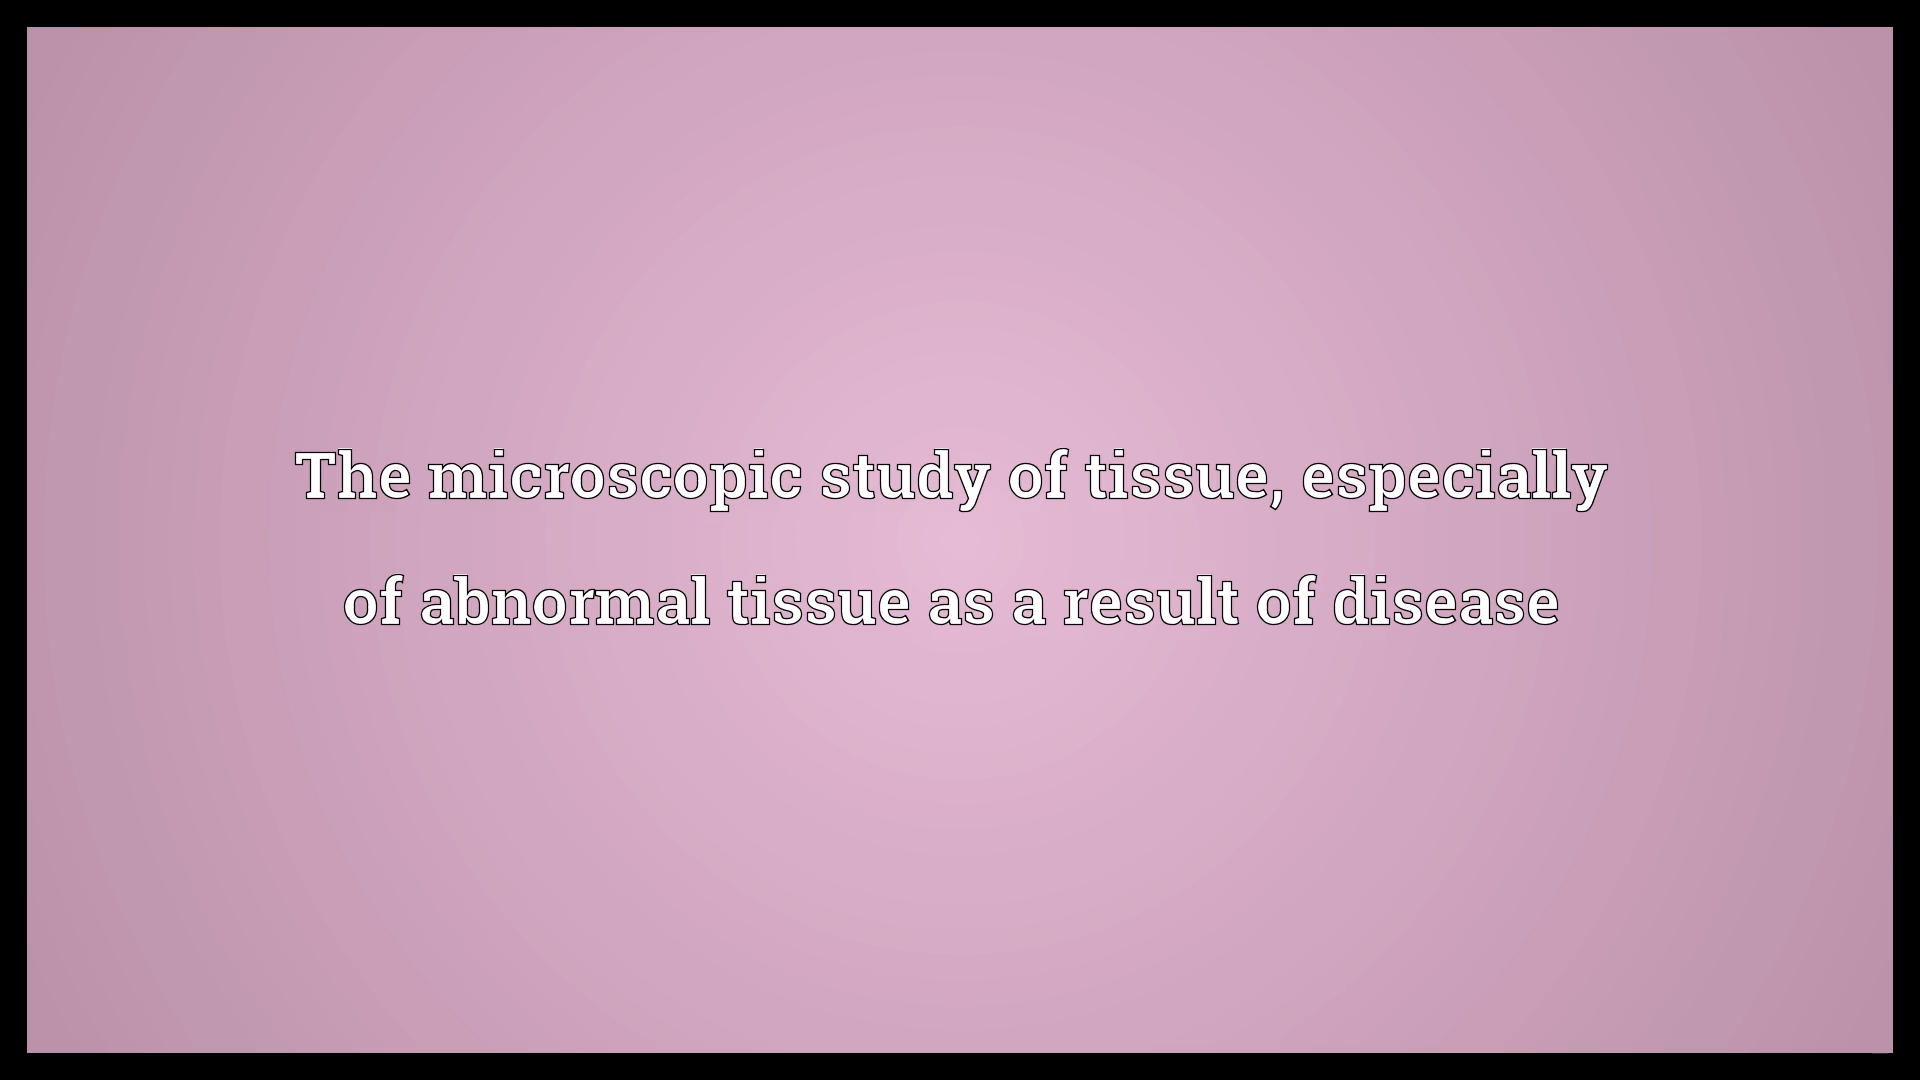 The microscopic study of tissue, especially
of abnormal tissue as a result of disease